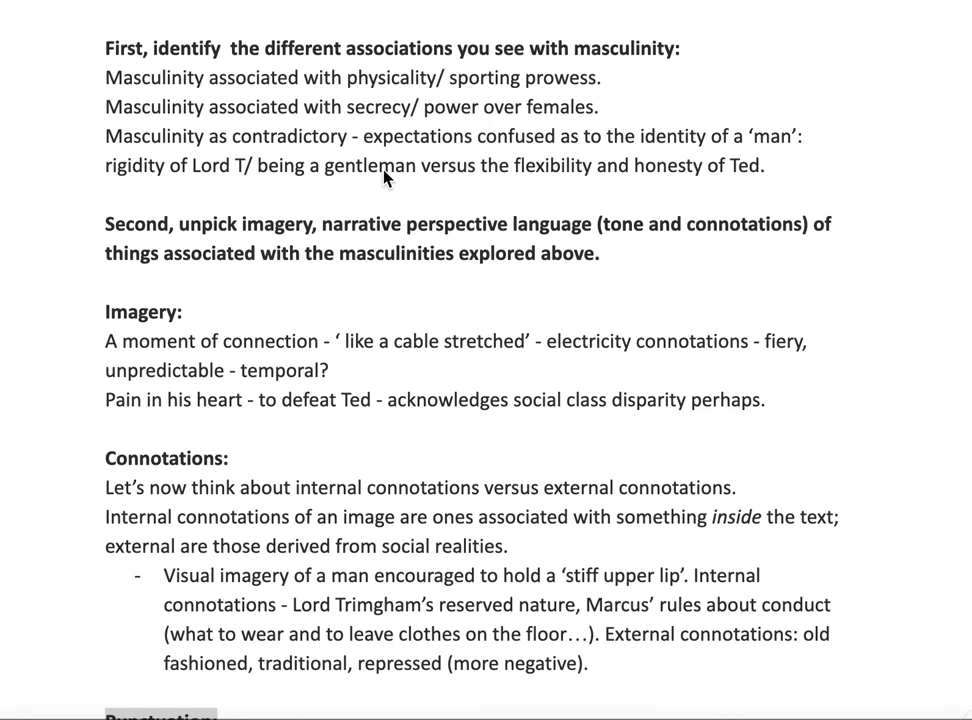 First, identify  the different associations you see with masculinity:
Masculinity associated with physicality/ sporting prowess.
Masculinity associated with secrecy/ power over females.
Masculinity as contradictory - expectations confused as to the identity of a ‘man’:
rigidity of Lord T/ being a gentleman versus the flexibility and honesty of Ted.
Second, unpick imagery, narrative perspective language (tone and connotations) of
things associated with the masculinities explored above.
Imagery:
A moment of connection - ‘ like a cable stretched’ - electricity connotations - fiery,
unpredictable - temporal?
Pain in his heart - to defeat Ted - acknowledges social class disparity perhaps.
Connotations:
Let’s now think about internal connotations versus external connotations.
Internal connotations of an image are ones associated with something inside the text;
external are those derived from social realities.
- Visual imagery of a man encouraged to hold a ‘stiff upper lip’. Internal
connotations - Lord Trimgham’s reserved nature, Marcus’ rules about conduct
(what to wear and to leave clothes on the floor…). External connotations: old
fashioned, traditional, repressed (more negative).
Punctuation: